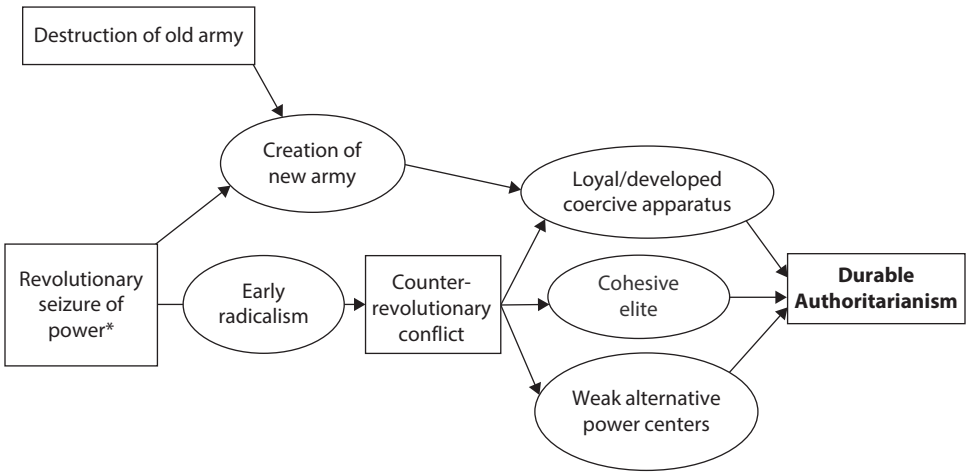 Destruction of old army
Creation of
new army
Loyal/developed
coercive apparatus
Revolutionary
seizure of
power*
Early
radicalism
Counter-
revolutionary
conflict
Cohesive
elite
Durable
Authoritarianism
Weak alternative
power centers